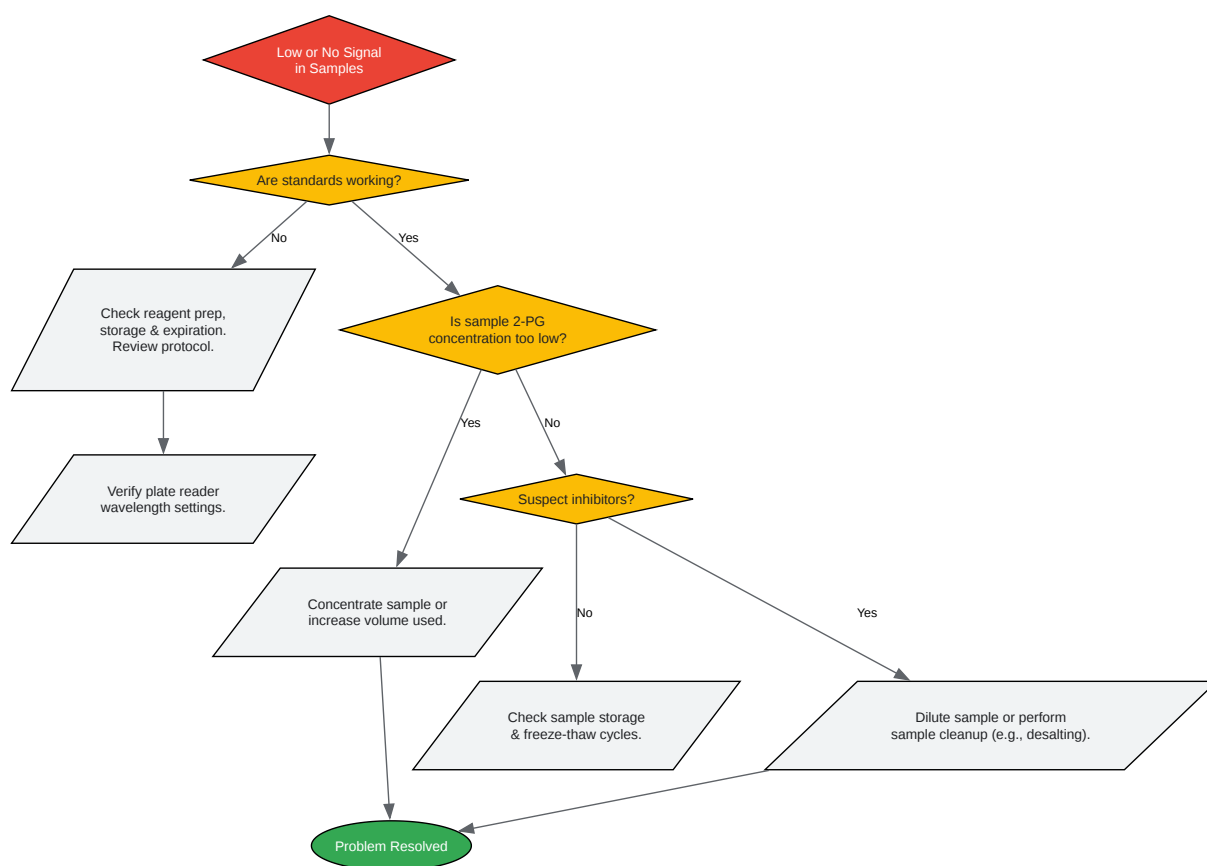 Low or No Signal
in Samples
Are standards working?
No
Yes
Check reagent prep,
storage & expiration.
Review protocol.
Is sample 2-PG
concentration too low?
Yes
No
Verify plate reader
wavelength settings.
Suspect inhibitors?
Concentrate sample or
increase volume used.
No
Yes
Check sample storage
& freeze-thaw cycles.
Dilute sample or perform
sample cleanup (e.g., desalting).
Problem Resolved